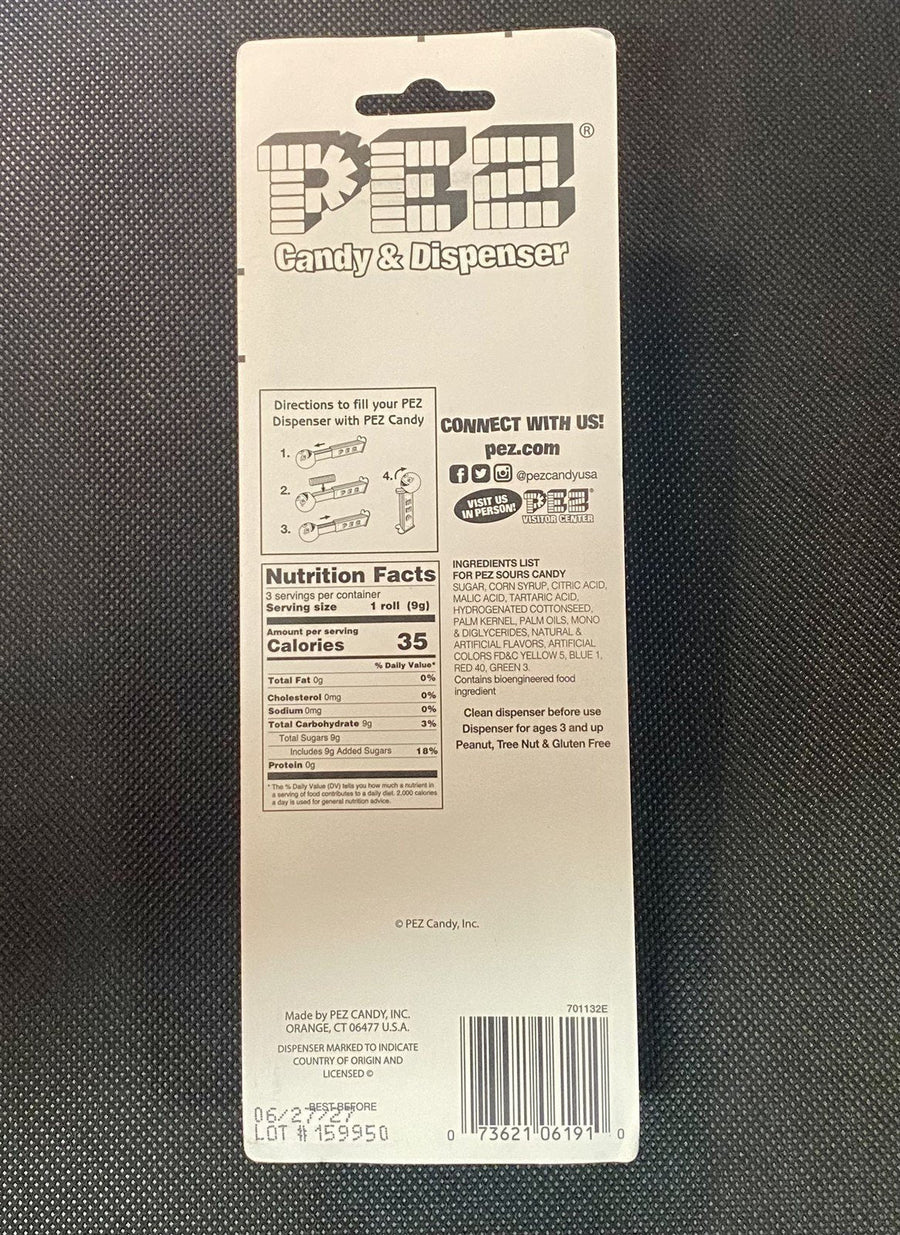 PEZ®
Candy & Dispenser
Directions to fill your PEZ
Dispenser with PEZ Candy
1.
2.
3.
4.
CONNECT WITH US!
pez.com
@pezcandyusa
VISIT US
IN PERSON!
PEZ
VISITOR CENTER
Nutrition Facts
3 servings per container
Serving size 1 roll (9g)
Amount per serving
Calories 35
% Daily Value*
Total Fat 0g 0%
Cholesterol 0mg 0%
Sodium 0mg 0%
Total Carbohydrate 9g 3%
Total Sugars 9g
Includes 9g Added Sugars 18%
Protein 0g
* The % Daily Value (DV) tells you how much a nutrient in
a serving of food contributes to a daily diet. 2,000 calories
a day is used for general nutrition advice.
INGREDIENTS LIST
FOR PEZ SOURS CANDY
SUGAR, CORN SYRUP, CITRIC ACID,
MALIC ACID, TARTARIC ACID,
HYDROGENATED COTTONSEED,
PALM KERNEL, PALM OILS, MONO
& DIGLYCERIDES, NATURAL &
ARTIFICIAL FLAVORS, ARTIFICIAL
COLORS FD&C YELLOW 5, BLUE 1,
RED 40, GREEN 3.
Contains bioengineered food
ingredient
Clean dispenser before use
Dispenser for ages 3 and up
Peanut, Tree Nut & Gluten Free
© PEZ Candy, Inc.
Made by PEZ CANDY, INC.
ORANGE, CT 06477 U.S.A.
DISPENSER MARKED TO INDICATE
COUNTRY OF ORIGIN AND
LICENSED ©
BEST BEFORE
06/27/27
LOT # 159950
701132E
0 73621 06191 0